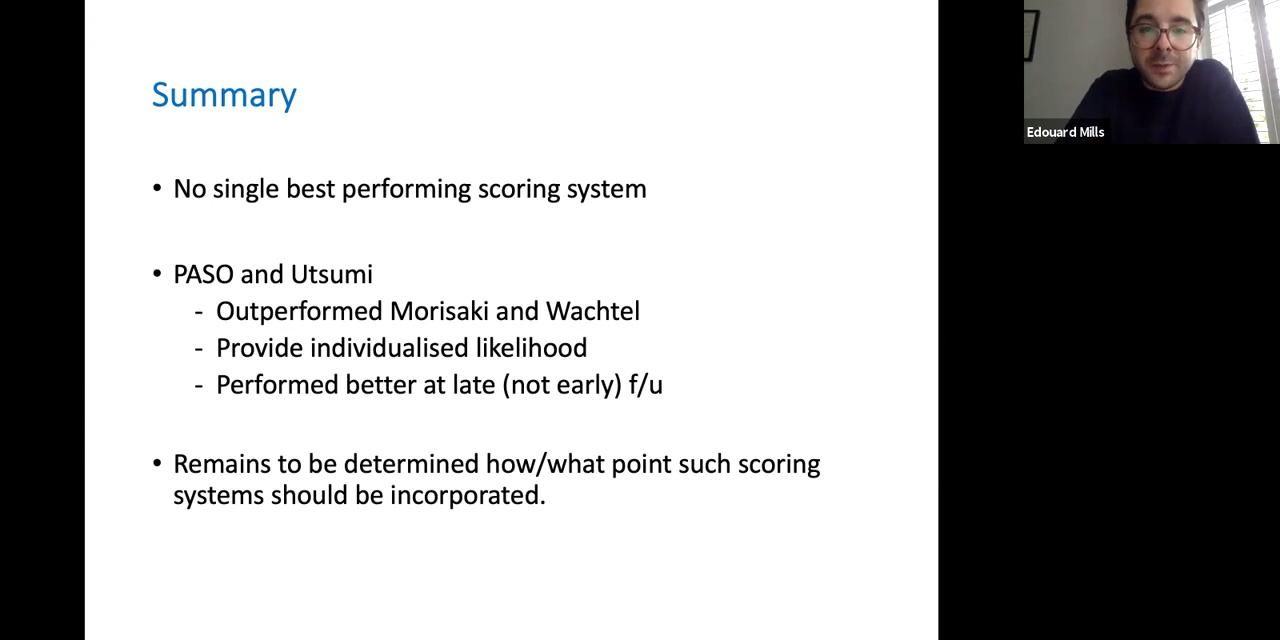 Summary
• No single best performing scoring system
• PASO and Utsumi
- Outperformed Morisaki and Wachtel
- Provide individualised likelihood
- Performed better at late (not early) f/u
• Remains to be determined how/what point such scoring
systems should be incorporated.
Edouard Mills